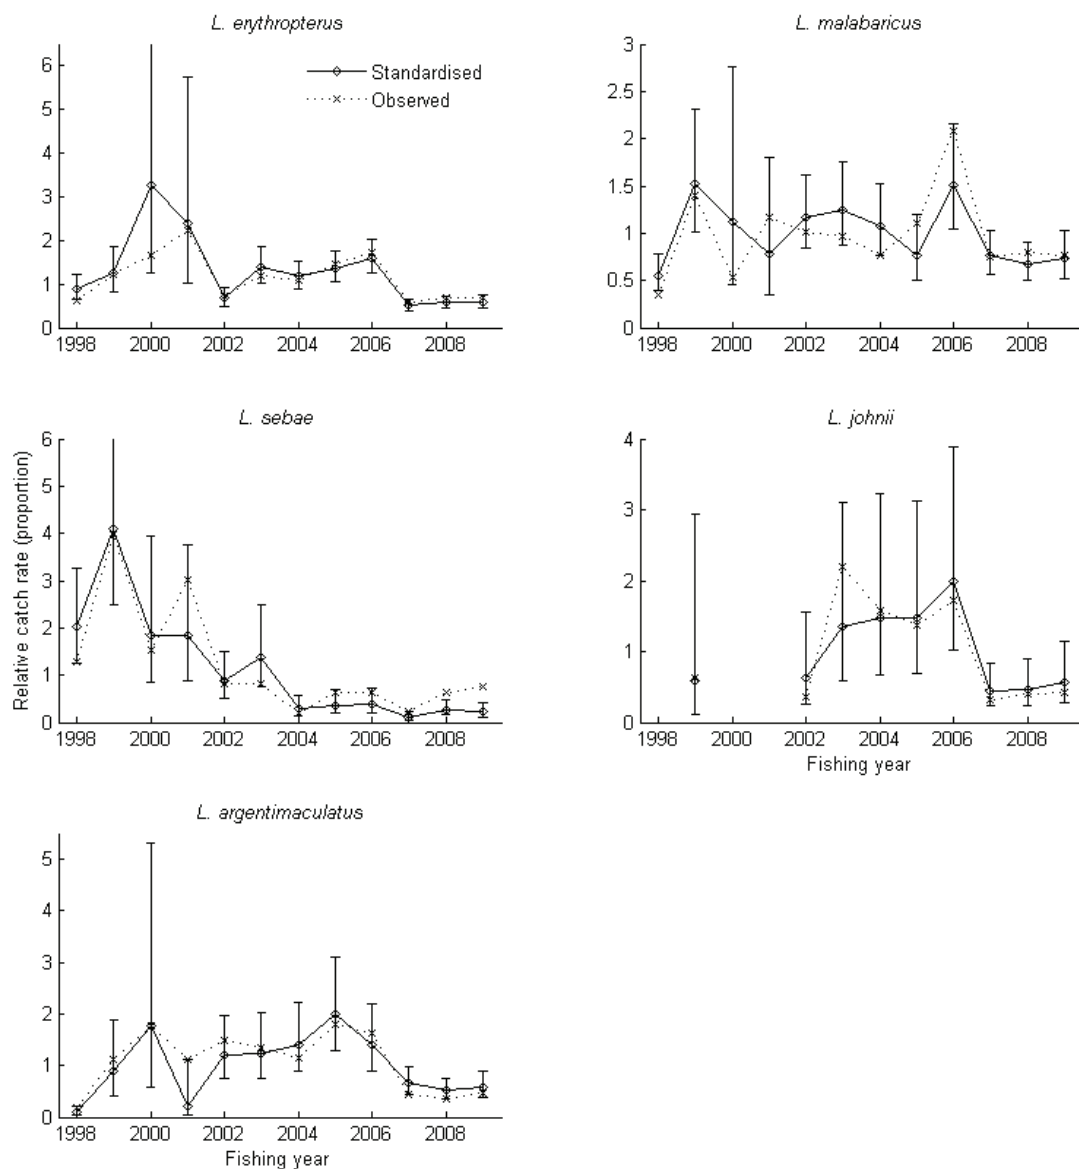 L. erythropterus
6
5
4
3
2
1
0
Standardised
Observed
1998 2000 2002 2004 2006 2008
L. malabaricus
3
2.5
2
1.5
1
0.5
0
1998 2000 2002 2004 2006 2008
L. sebae
Relative catch rate (proportion)
6
5
4
3
2
1
0
1998 2000 2002 2004 2006 2008
L. johnii
4
3
2
1
0
1998 2000 2002 2004 2006 2008
Fishing year
L. argentimaculatus
5
4
3
2
1
0
1998 2000 2002 2004 2006 2008
Fishing year